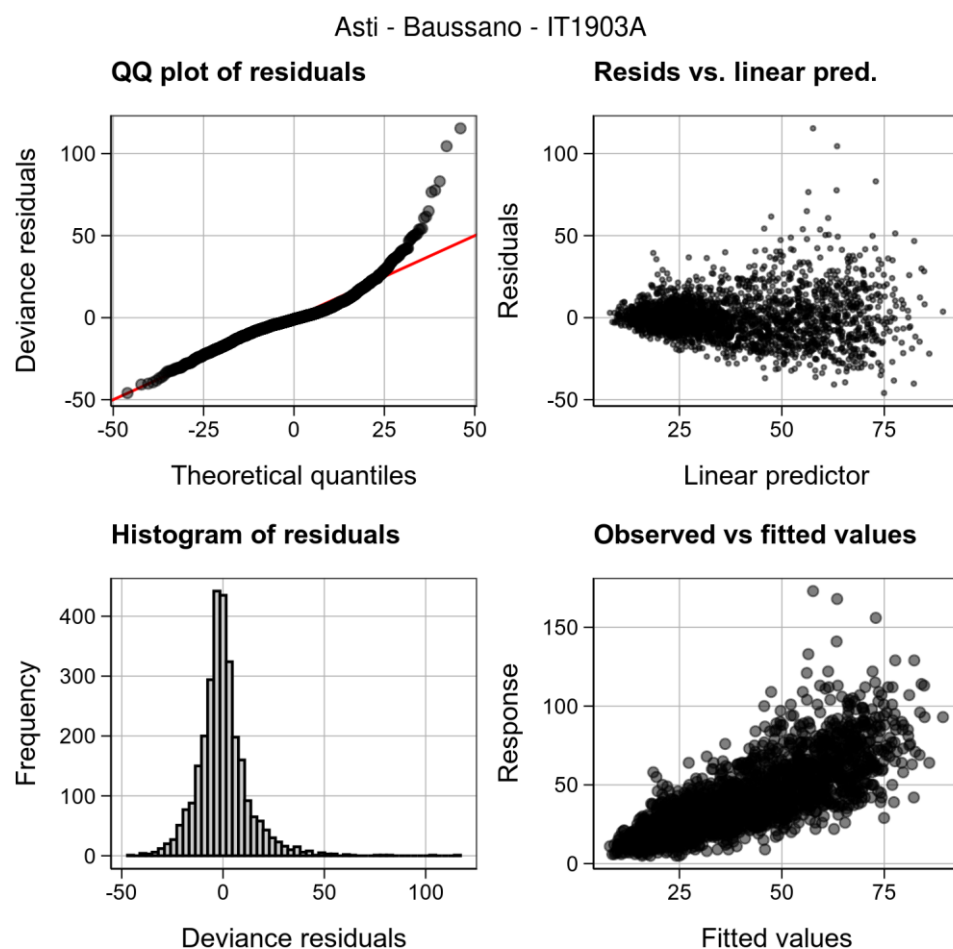 Asti - Baussano - IT1903A
QQ plot of residuals
Deviance residuals
100
50
0
-50
-50
-25
0
25
50
Theoretical quantiles
Resids vs. linear pred.
Residuals
100
50
0
-50
25
50
75
Linear predictor
Histogram of residuals
Frequency
400
300
200
100
0
-50
0
50
100
Deviance residuals
Observed vs fitted values
Response
150
100
50
0
25
50
75
Fitted values